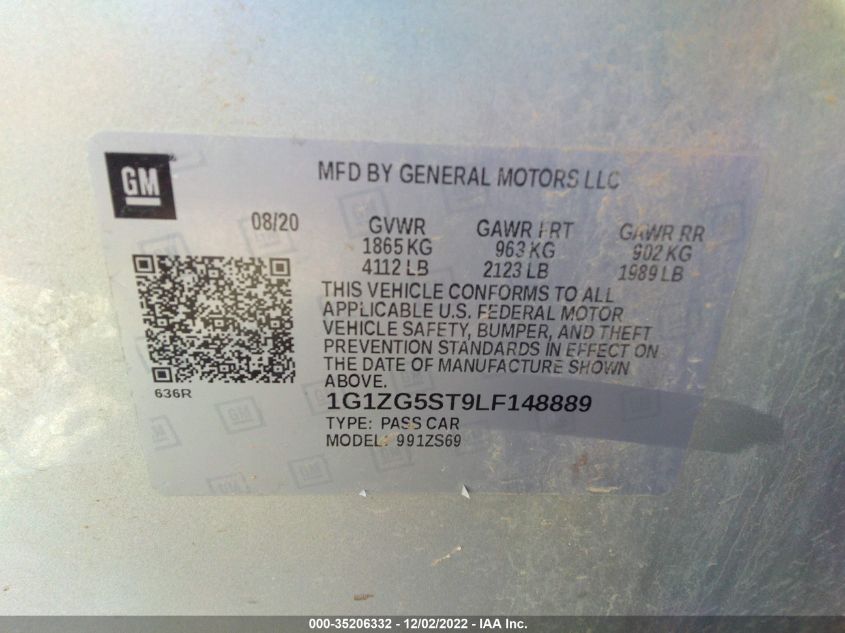 GM
MFD BY GENERAL MOTORS LLC
08/20 GVWR GAWR FRT GAWR RR
1865 KG 963 KG 902 KG
4112 LB 2123 LB 1989 LB
THIS VEHICLE CONFORMS TO ALL
APPLICABLE U.S. FEDERAL MOTOR
VEHICLE SAFETY, BUMPER, AND THEFT
PREVENTION STANDARDS IN EFFECT ON
THE DATE OF MANUFACTURE SHOWN
ABOVE.
636R
1G1ZG5ST9LF148889
TYPE: PASS CAR
MODEL: 991ZS69
000-35206332 - 12/02/2022 - IAA Inc.